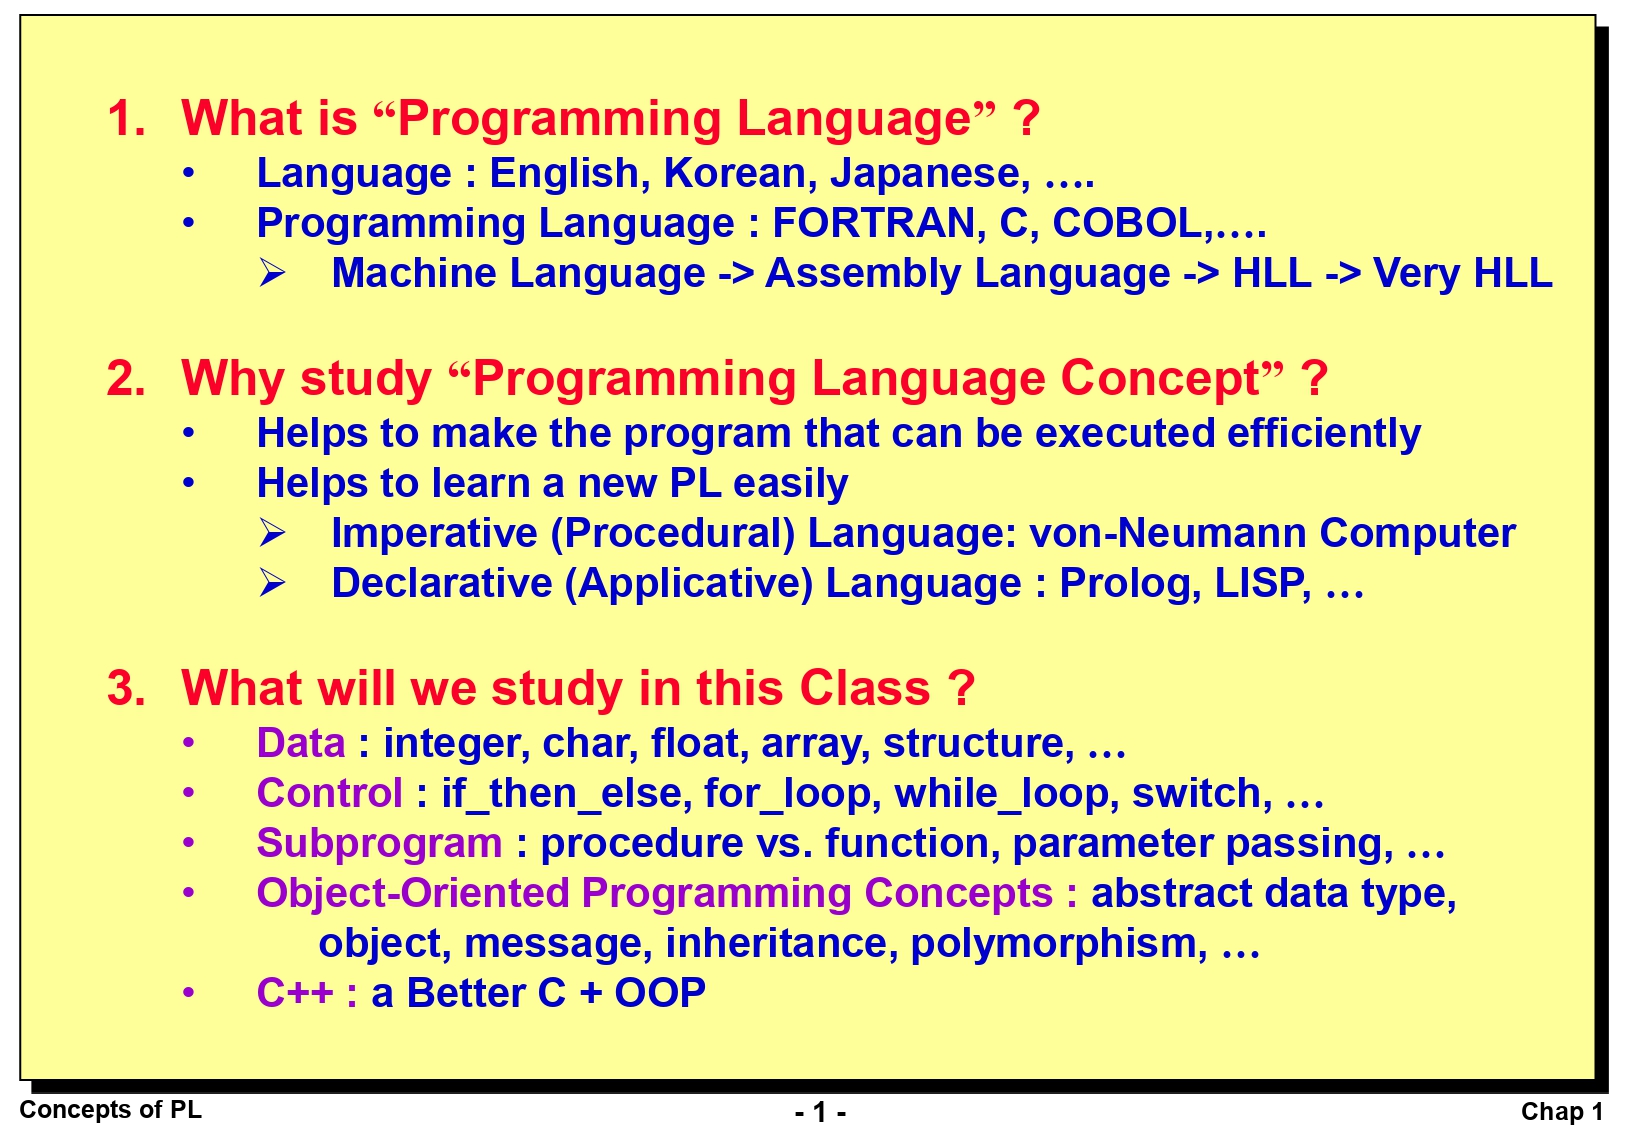 1. What is “Programming Language” ?
• Language : English, Korean, Japanese, ….
• Programming Language : FORTRAN, C, COBOL,….
➢ Machine Language -> Assembly Language -> HLL -> Very HLL
2. Why study “Programming Language Concept” ?
• Helps to make the program that can be executed efficiently
• Helps to learn a new PL easily
➢ Imperative (Procedural) Language: von-Neumann Computer
➢ Declarative (Applicative) Language : Prolog, LISP, …
3. What will we study in this Class ?
• Data : integer, char, float, array, structure, …
• Control : if_then_else, for_loop, while_loop, switch, …
• Subprogram : procedure vs. function, parameter passing, …
• Object-Oriented Programming Concepts : abstract data type,
object, message, inheritance, polymorphism, …
• C++ : a Better C + OOP
Concepts of PL
- 1 -
Chap 1